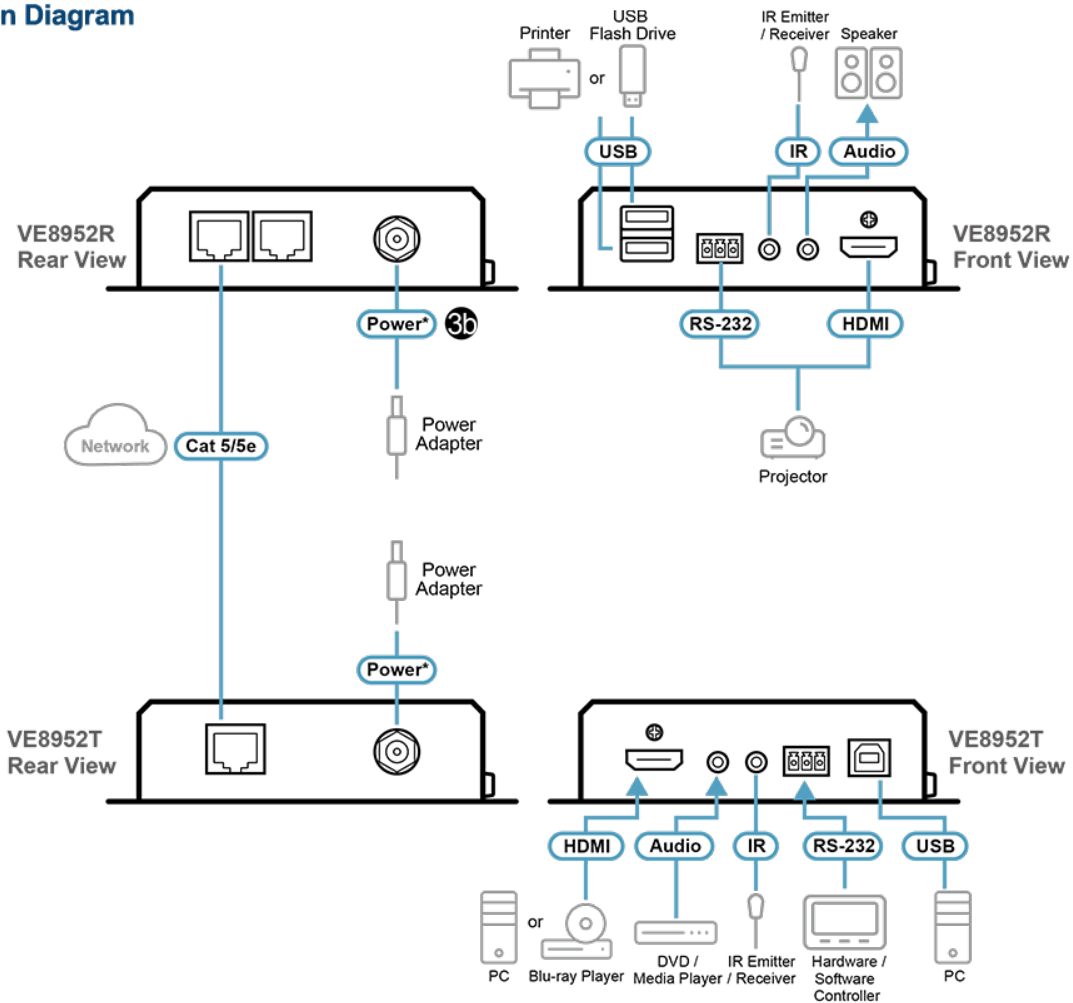 n Diagram
Printer
or
USB
Flash Drive
IR Emitter
/ Receiver
Speaker
USB
IR
Audio
VE8952R
Rear View
VE8952R
Front View
Power*
3b
RS-232
HDMI
Network
Cat 5/5e
Power
Adapter
Projector
Power
Adapter
Power*
VE8952T
Rear View
VE8952T
Front View
HDMI
Audio
IR
RS-232
USB
PC
or
Blu-ray Player
DVD /
Media Player
IR Emitter
/ Receiver
Hardware /
Software
Controller
PC